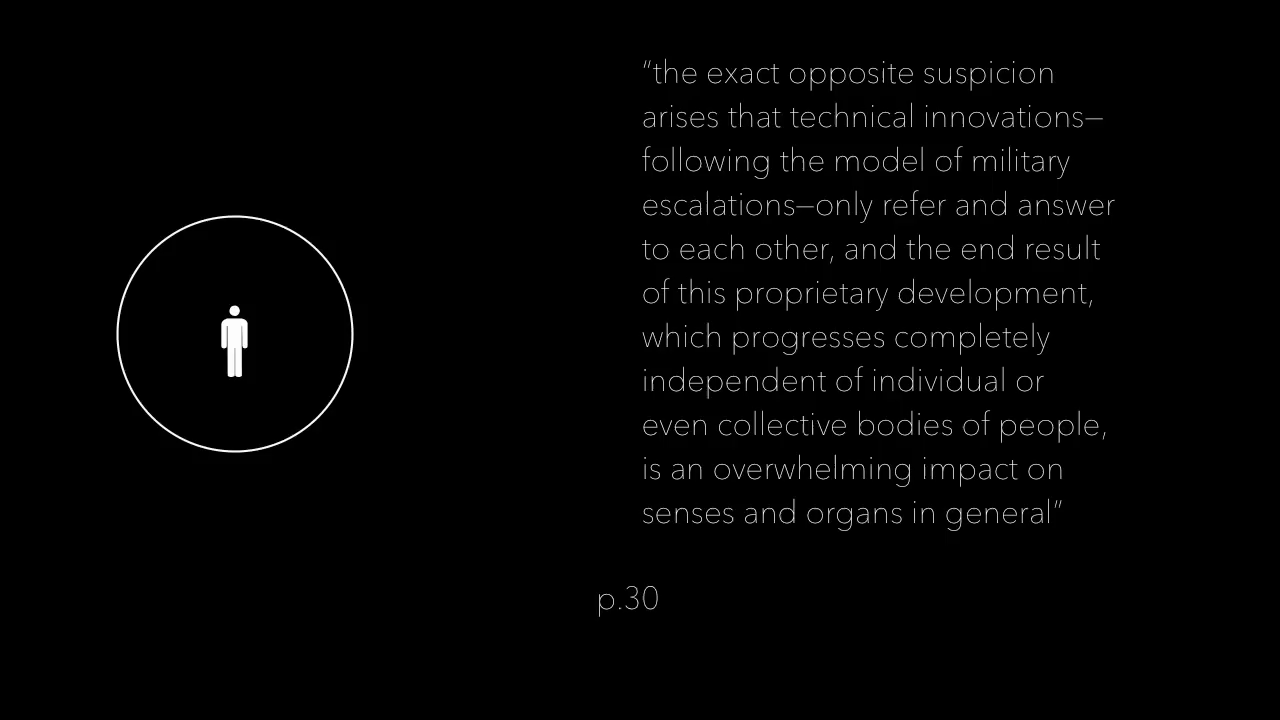 "the exact opposite suspicion
arises that technical innovations—
following the model of military
escalations—only refer and answer
to each other, and the end result
of this proprietary development,
which progresses completely
independent of individual or
even collective bodies of people,
is an overwhelming impact on
senses and organs in general"
p.30